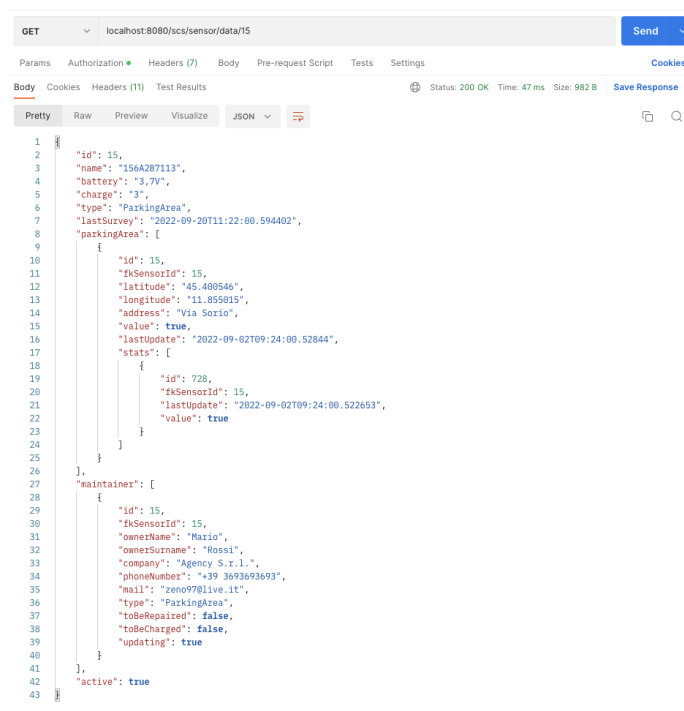 GET localhost:8080/scs/sensor/data/15 Send
Params Authorization Headers (7) Body Pre-request Script Tests Settings Cookies
Body Cookies Headers (11) Test Results Status: 200 OK Time: 47 ms Size: 982 B Save Response
Pretty Raw Preview Visualize JSON
1 {
2 "id": 15,
3 "name": "156A2B7113",
4 "battery": "3,7V",
5 "charge": "3",
6 "type": "ParkingArea",
7 "lastSurvey": "2022-09-20T11:22:00.594402",
8 "parkingArea": [
9 {
10 "id": 15,
11 "fkSensorId": 15,
12 "latitude": "45.400546",
13 "longitude": "11.855015",
14 "address": "Via Sorio",
15 "value": true,
16 "lastUpdate": "2022-09-02T09:24:00.52844",
17 "stats": [
18 {
19 "id": 728,
20 "fkSensorId": 15,
21 "lastUpdate": "2022-09-02T09:24:00.522653",
22 "value": true
23 }
24 ]
25 }
26 ],
27 "maintainer": [
28 {
29 "id": 15,
30 "fkSensorId": 15,
31 "ownerName": "Mario",
32 "ownerSurname": "Rossi",
33 "company": "Agency S.r.l.",
34 "phoneNumber": "+39 3693693693",
35 "mail": "zeno97@live.it",
36 "type": "ParkingArea",
37 "toBeRepaired": false,
38 "toBeCharged": false,
39 "updating": true
40 }
41 ],
42 "active": true
43 }